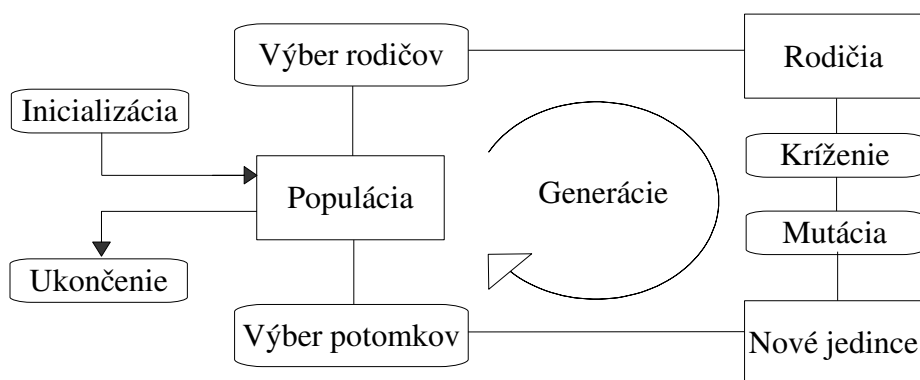 Výber rodičov
Rodičia
Inicializácia
Kríženie
Populácia
Generácie
Mutácia
Ukončenie
Výber potomkov
Nové jedince